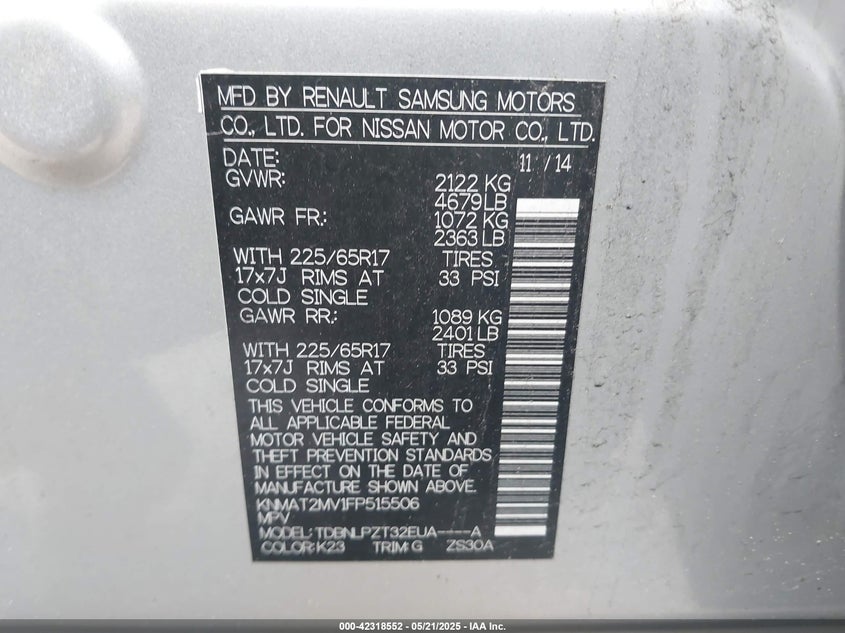 MFD BY RENAULT SAMSUNG MOTORS
CO., LTD. FOR NISSAN MOTOR CO., LTD.
DATE: 11 / 14
GVWR: 2122 KG
4679 LB
GAWR FR.: 1072 KG
2363 LB
WITH 225/65R17 TIRES
17x7J RIMS AT 33 PSI
COLD SINGLE
GAWR RR.: 1089 KG
2401 LB
WITH 225/65R17 TIRES
17x7J RIMS AT 33 PSI
COLD SINGLE
THIS VEHICLE CONFORMS TO
ALL APPLICABLE FEDERAL
MOTOR VEHICLE SAFETY AND
THEFT PREVENTION STANDARDS
IN EFFECT ON THE DATE OF
MANUFACTURE SHOWN ABOVE.
KNMAT2MV1FP515506
MPV
MODEL: TDBNLPZT32EUA----A
COLOR:K23 TRIM:G ZS30A
000-42318552 — 05/21/2025 — IAA Inc.